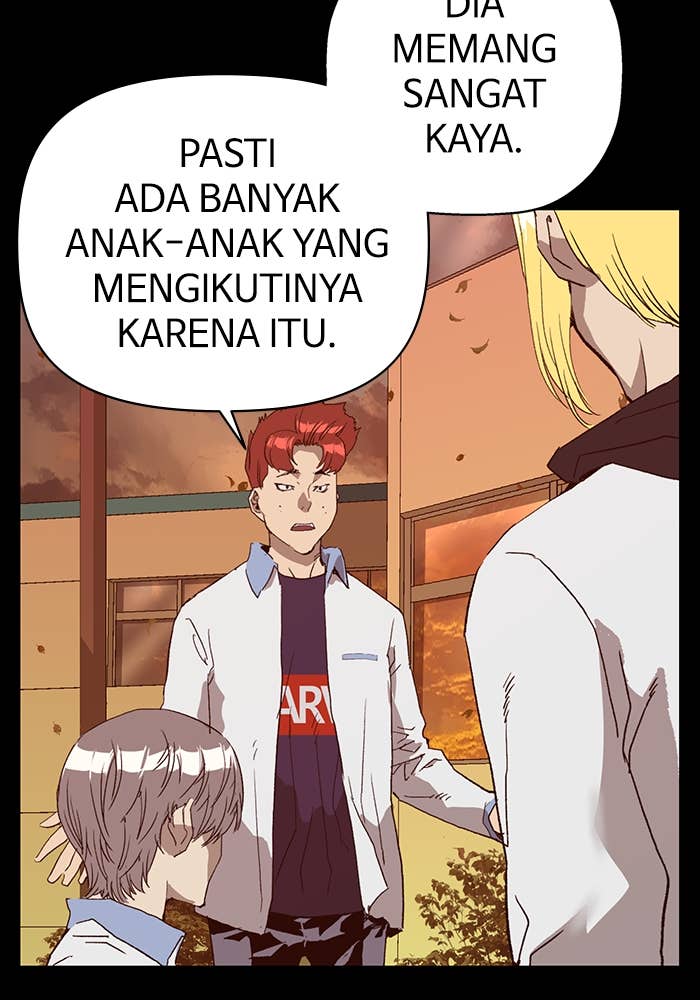 DIA
MEMANG
SANGAT
KAYA.
PASTI
ADA BANYAK
ANAK-ANAK YANG
MENGIKUTINYA
KARENA ITU.
ARV